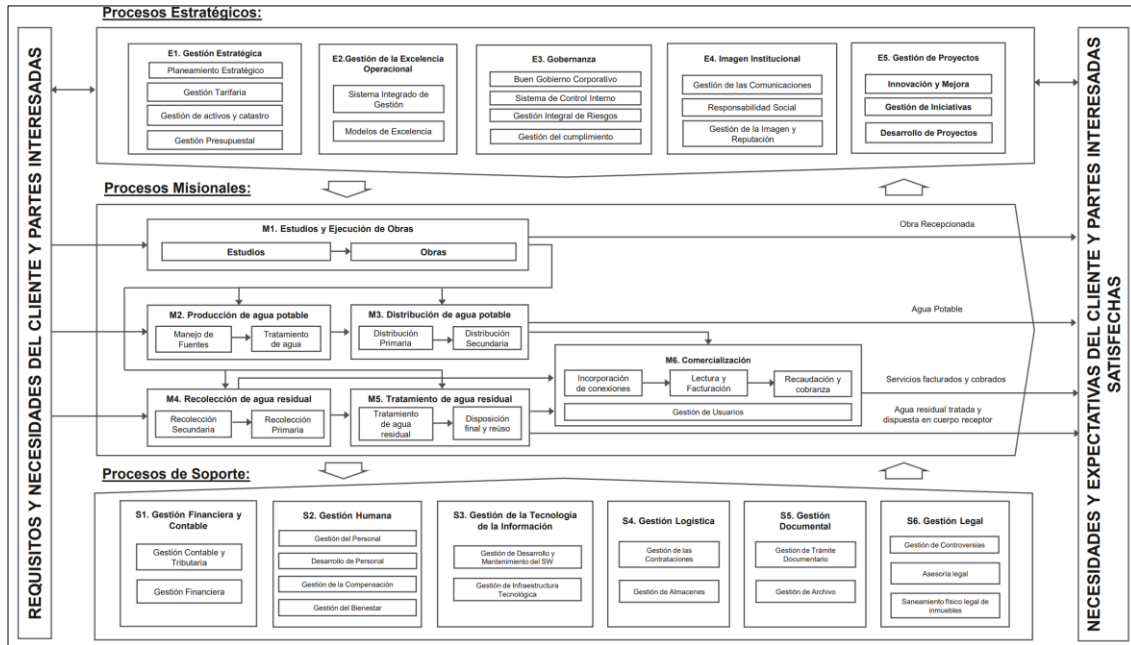 REQUISITOS Y NECESIDADES DEL CLIENTE Y PARTES INTERESADAS
Procesos Estratégicos:
E1. Gestión Estratégica
Planeamiento Estratégico
Gestión Tarifaria
Gestión de activos y catastro
Gestión Presupuestal
E2.Gestión de la Excelencia
Operacional
Sistema Integrado de
Gestión
Modelos de Excelencia
E3. Gobernanza
Buen Gobierno Corporativo
Sistema de Control Interno
Gestión Integral de Riesgos
Gestión del cumplimiento
E4. Imagen Institucional
Gestión de las Comunicaciones
Responsabilidad Social
Gestión de la Imagen y
Reputación
E5. Gestión de Proyectos
Innovación y Mejora
Gestión de Iniciativas
Desarrollo de Proyectos
Procesos Misionales:
M1. Estudios y Ejecución de Obras
Estudios
Obras
Obra Recepcionada
M2. Producción de agua potable
Manejo de
Fuentes
Tratamiento
de agua
M3. Distribución de agua potable
Distribución
Primaria
Distribución
Secundaria
Agua Potable
M4. Recolección de agua residual
Recolección
Secundaria
Recolección
Primaria
M5. Tratamiento de agua residual
Tratamiento
de agua
residual
Disposición
final y reúso
M6. Comercialización
Incorporación
de conexiones
Lectura y
Facturación
Recaudación y
cobranza
Gestión de Usuarios
Servicios facturados y cobrados
Agua residual tratada y
dispuesta en cuerpo receptor
Procesos de Soporte:
S1. Gestión Financiera y
Contable
Gestión Contable y
Tributaria
Gestión Financiera
S2. Gestión Humana
Gestión del Personal
Desarrollo de Personal
Gestión de la Compensación
Gestión del Bienestar
S3. Gestión de la Tecnología
de la Información
Gestión de Desarrollo y
Mantenimiento del SW
Gestión de Infraestructura
Tecnológica
S4. Gestión Logística
Gestión de las
Contrataciones
Gestión de Almacenes
S5. Gestión
Documental
Gestión de Trámite
Documentario
Gestión de Archivo
S6. Gestión Legal
Gestión de Controversias
Asesoría legal
Saneamiento físico legal de
inmuebles
NECESIDADES Y EXPECTATIVAS DEL CLIENTE Y PARTES INTERESADAS
SATISFECHAS